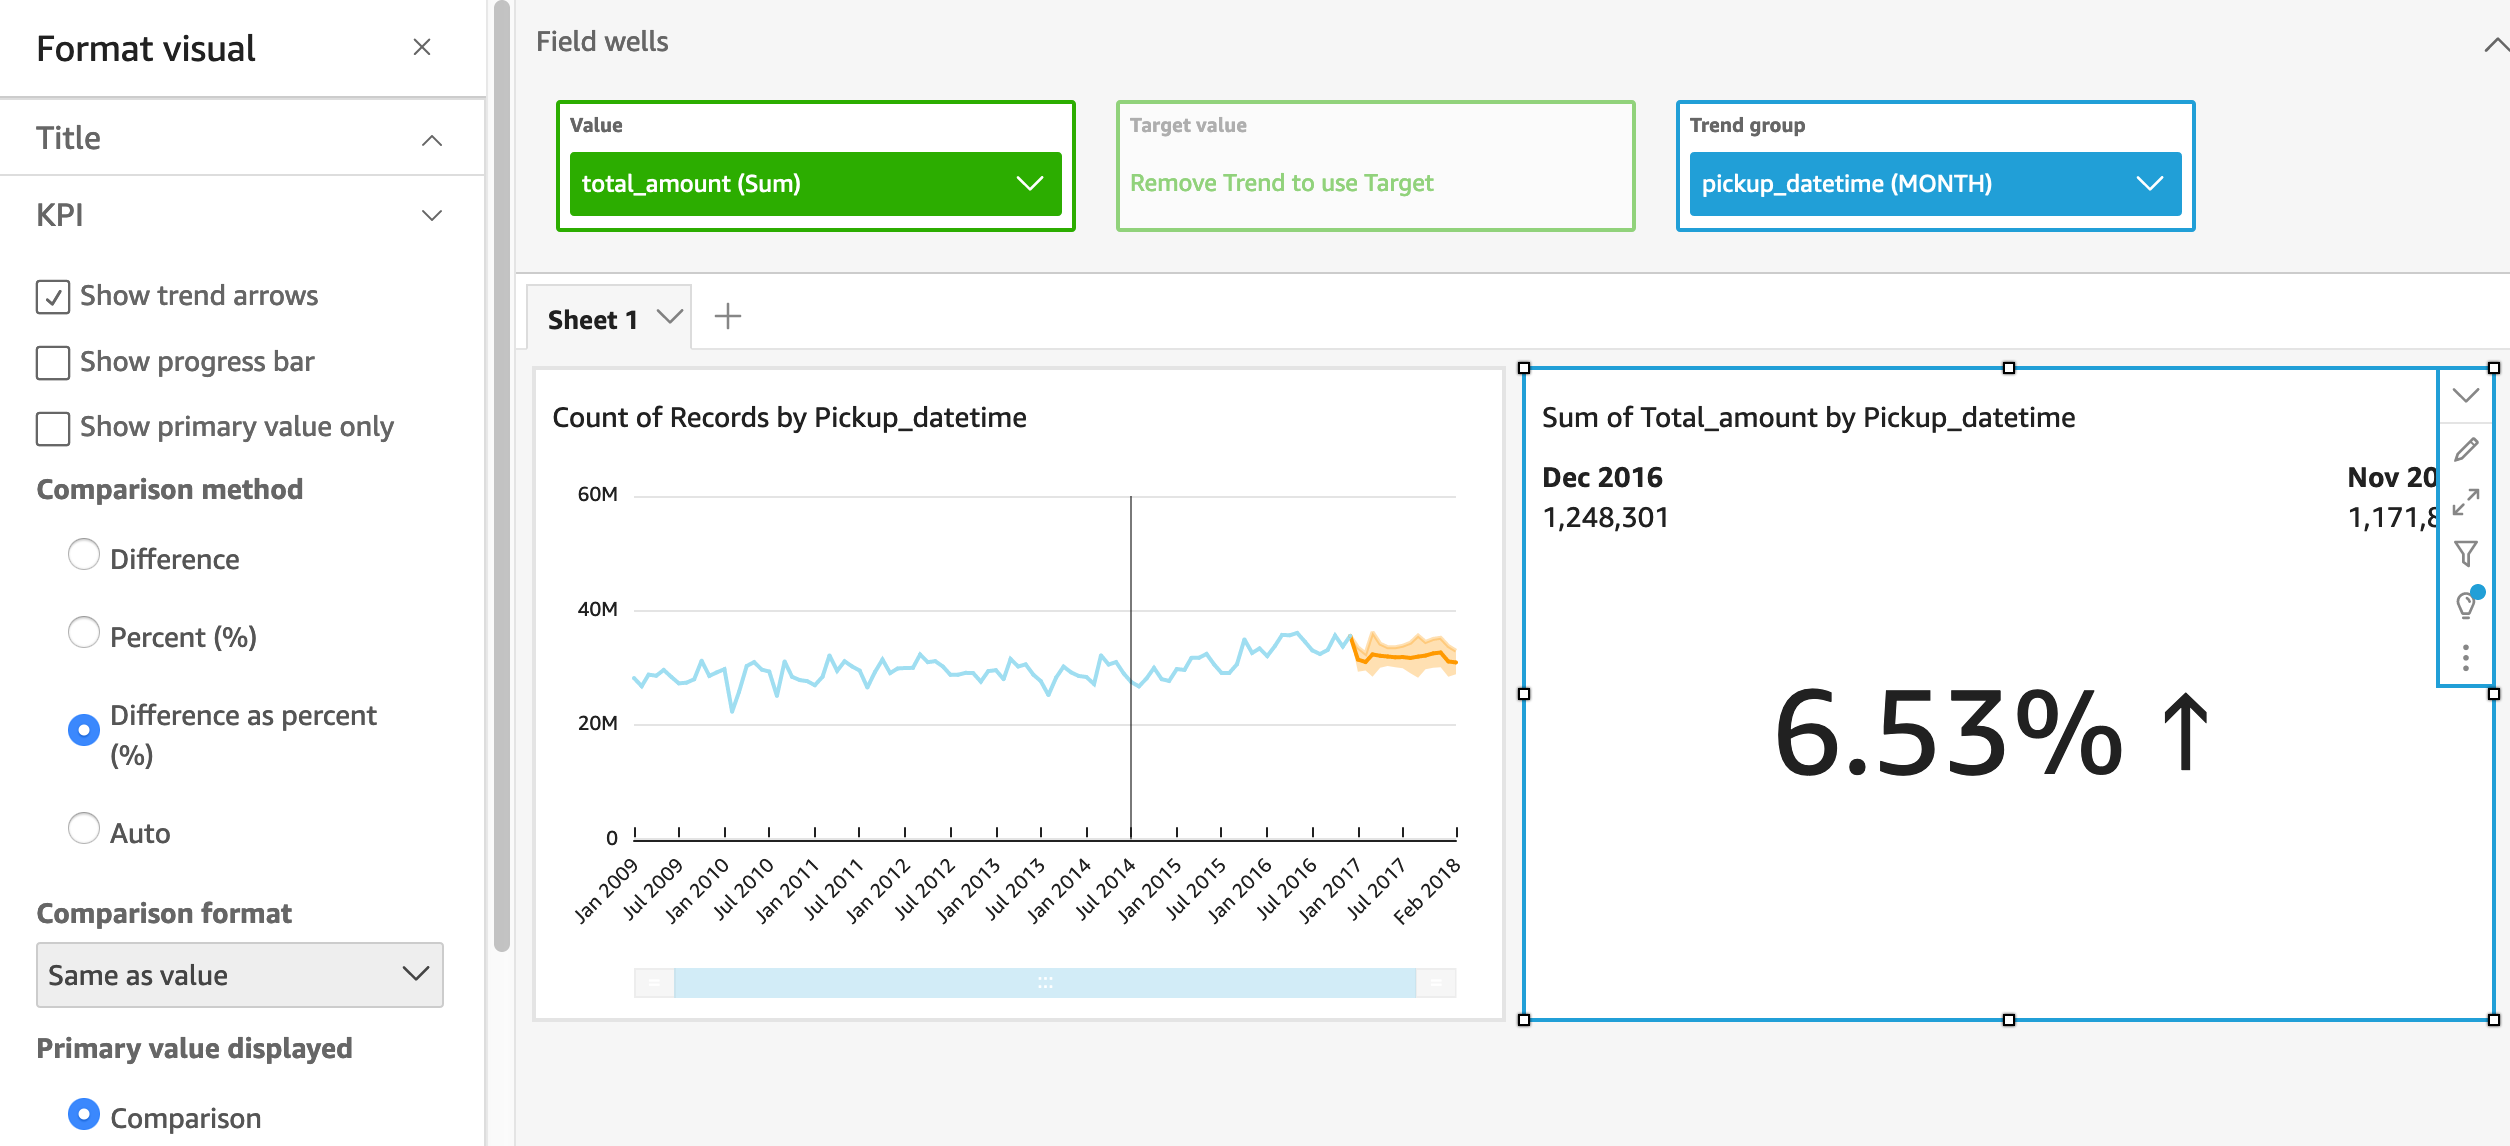 Format visual
Title
KPI
Show trend arrows
Show progress bar
Show primary value only
Comparison method
Difference
Percent (%)
Difference as percent
(%)
Auto
Comparison format
Same as value
Primary value displayed
Comparison
Field wells
Value
total_amount (Sum)
Target value
Remove Trend to use Target
Trend group
pickup_datetime (MONTH)
Sheet 1
Count of Records by Pickup_datetime
60M
40M
20M
0
Jan 2009
Jul 2009
Jan 2010
Jul 2010
Jan 2011
Jul 2011
Jan 2012
Jul 2012
Jan 2013
Jul 2013
Jan 2014
Jul 2014
Jan 2015
Jul 2015
Jan 2016
Jul 2016
Jan 2017
Jul 2017
Feb 2018
Sum of Total_amount by Pickup_datetime
Dec 2016
1,248,301
Nov 20
1,171,8
6.53% ↑